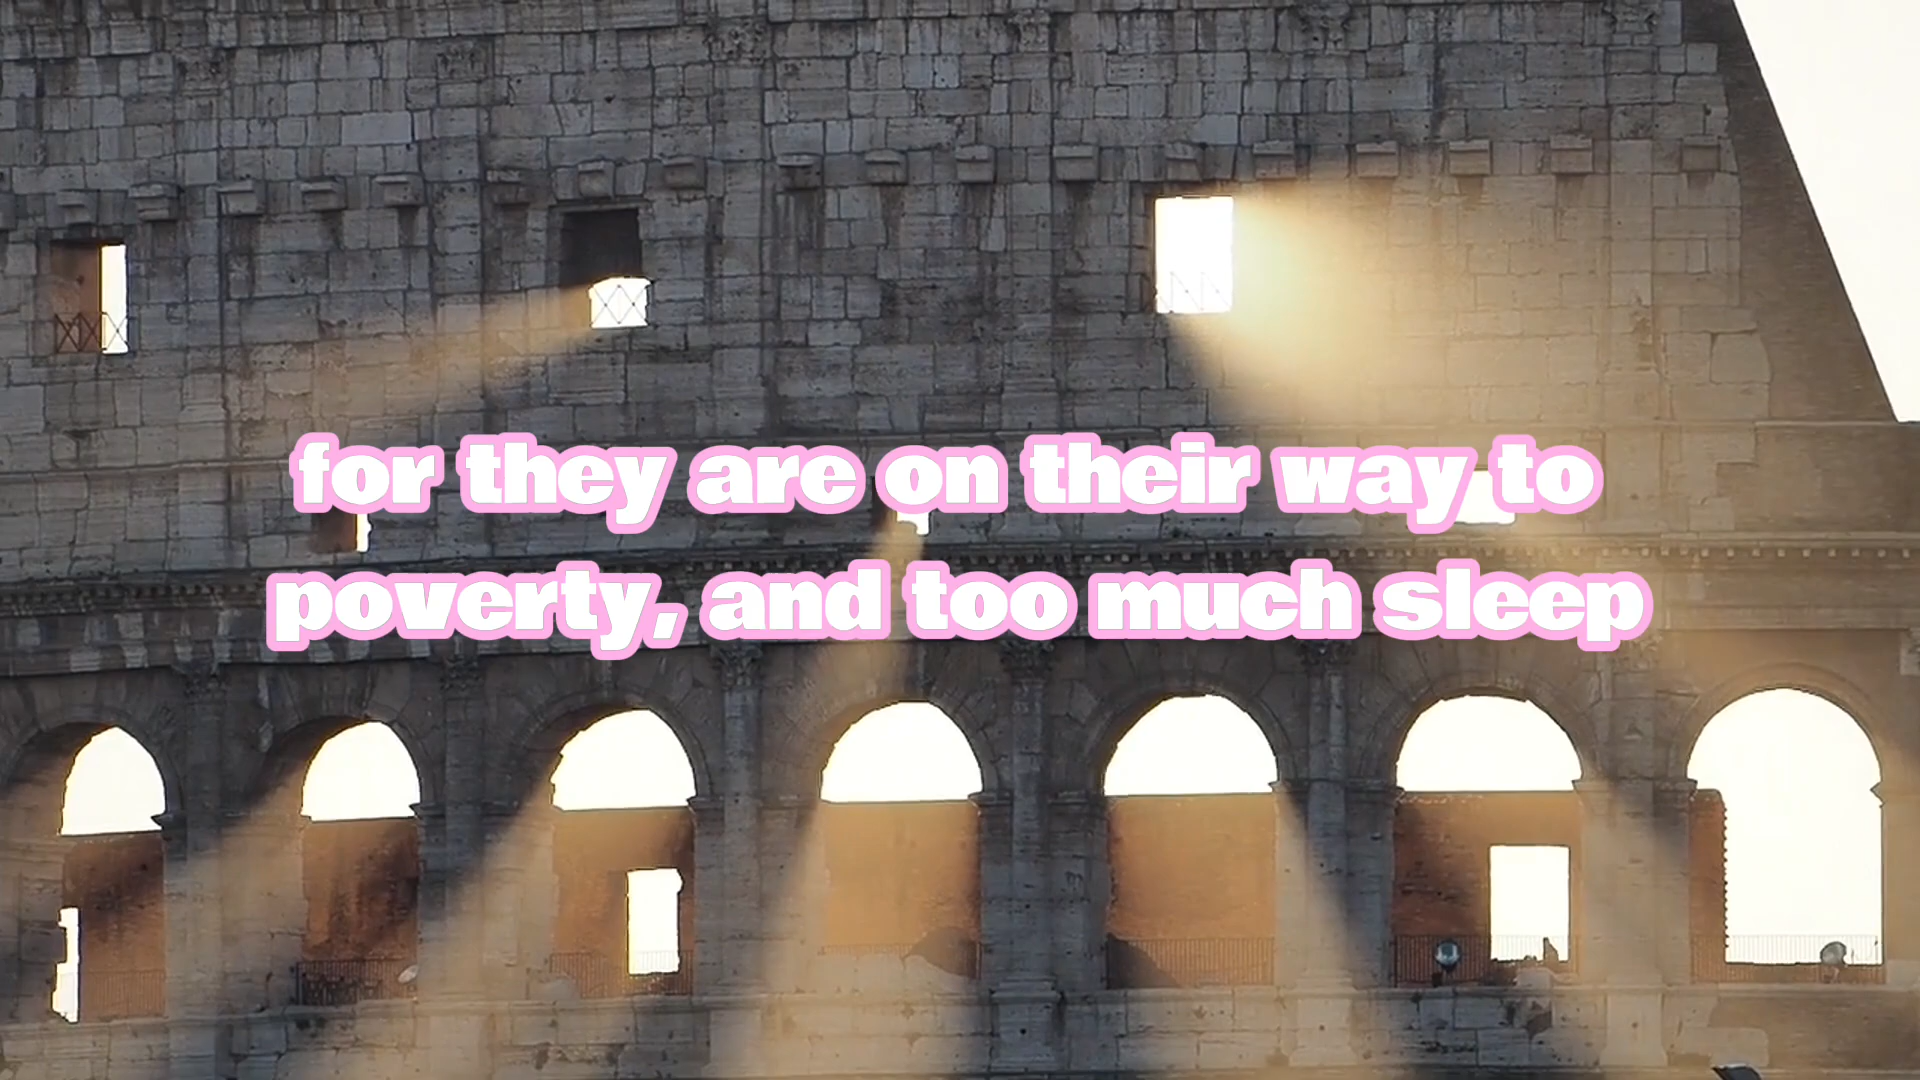 for they are on their way to
poverty, and too much sleep